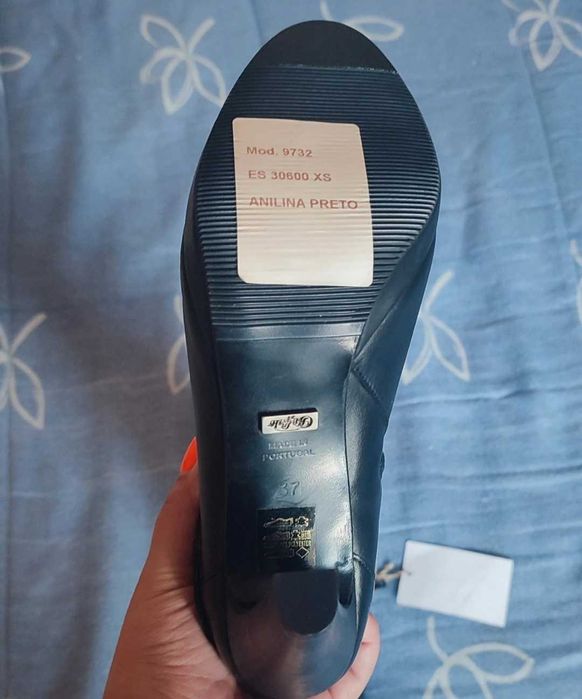 Mod. 9732
ES 30600 XS
ANILINA PRETO
MADE IN
PORTUGAL
37